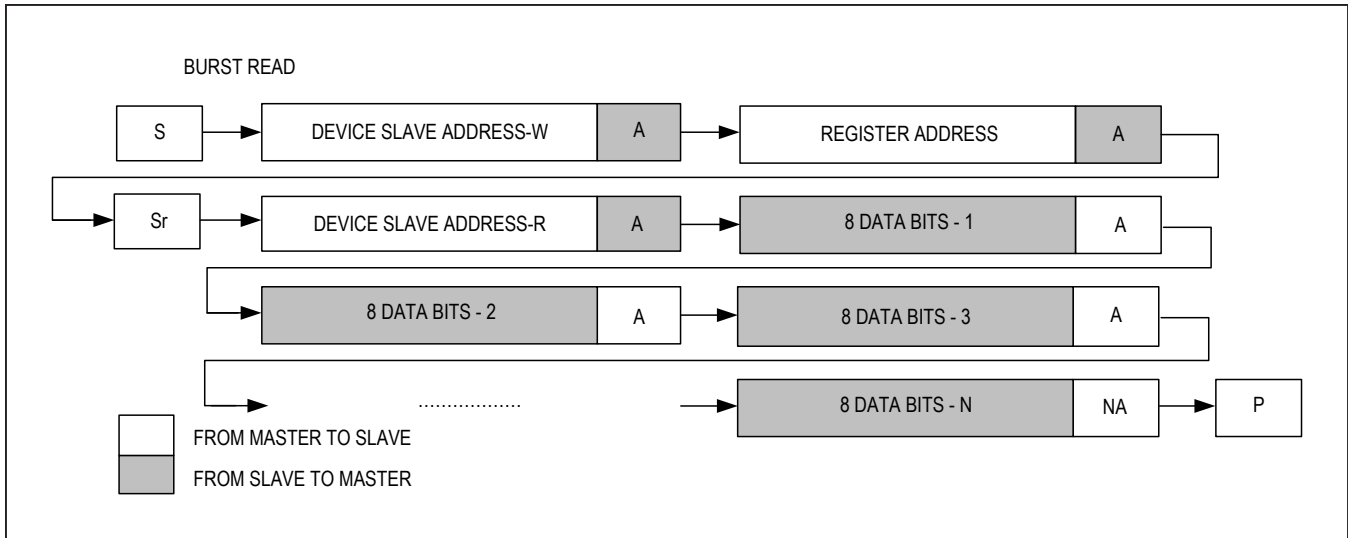 BURST READ
S DEVICE SLAVE ADDRESS-W A REGISTER ADDRESS A
Sr DEVICE SLAVE ADDRESS-R A 8 DATA BITS - 1 A
8 DATA BITS - 2 A 8 DATA BITS - 3 A
.................. 8 DATA BITS - N NA P
FROM MASTER TO SLAVE
FROM SLAVE TO MASTER